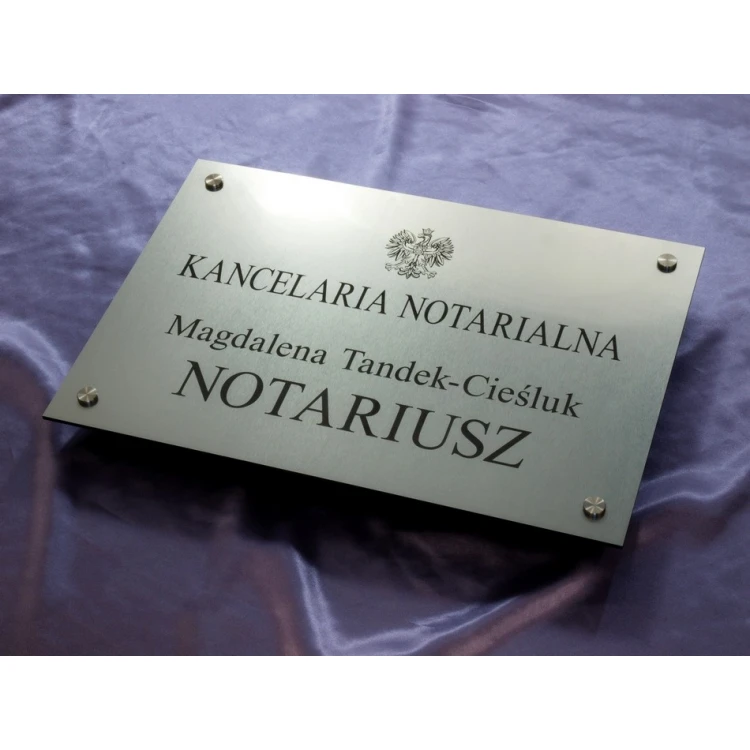 KANCELARIA NOTARIALNA
Magdalena Tandek-Cieśluk
NOTARIUSZ